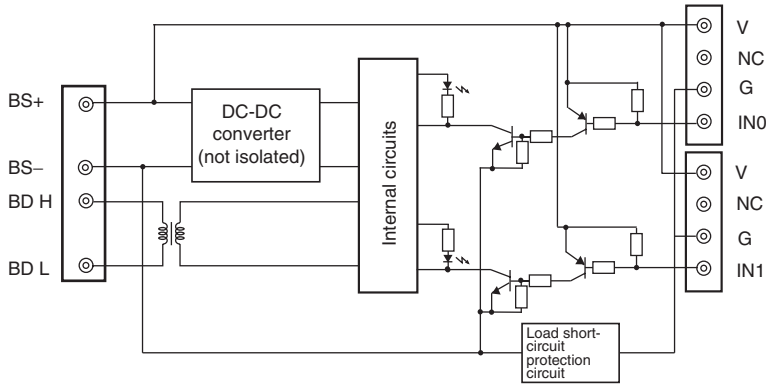 BS+
BS–
BD H
BD L
DC-DC
converter
(not isolated)
Internal circuits
V
NC
G
IN0
V
NC
G
IN1
Load short-
circuit
protection
circuit